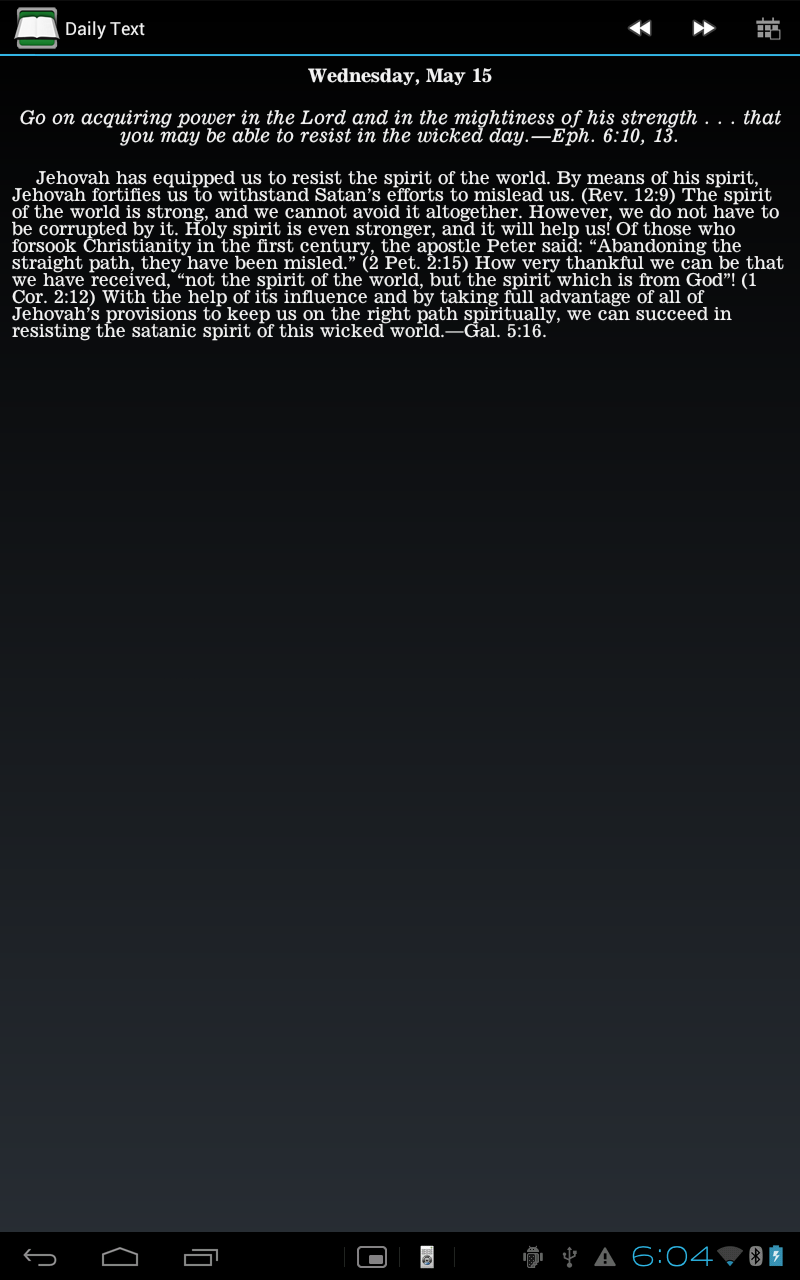 Daily Text
Wednesday, May 15
Go on acquiring power in the Lord and in the mightiness of his strength . . . that
you may be able to resist in the wicked day.—Eph. 6:10, 13.
Jehovah has equipped us to resist the spirit of the world. By means of his spirit,
Jehovah fortifies us to withstand Satan’s efforts to mislead us. (Rev. 12:9) The spirit
of the world is strong, and we cannot avoid it altogether. However, we do not have to
be corrupted by it. Holy spirit is even stronger, and it will help us! Of those who
forsook Christianity in the first century, the apostle Peter said: “Abandoning the
straight path, they have been misled.” (2 Pet. 2:15) How very thankful we can be that
we have received, “not the spirit of the world, but the spirit which is from God”! (1
Cor. 2:12) With the help of its influence and by taking full advantage of all of
Jehovah’s provisions to keep us on the right path spiritually, we can succeed in
resisting the satanic spirit of this wicked world.—Gal. 5:16.
6:04